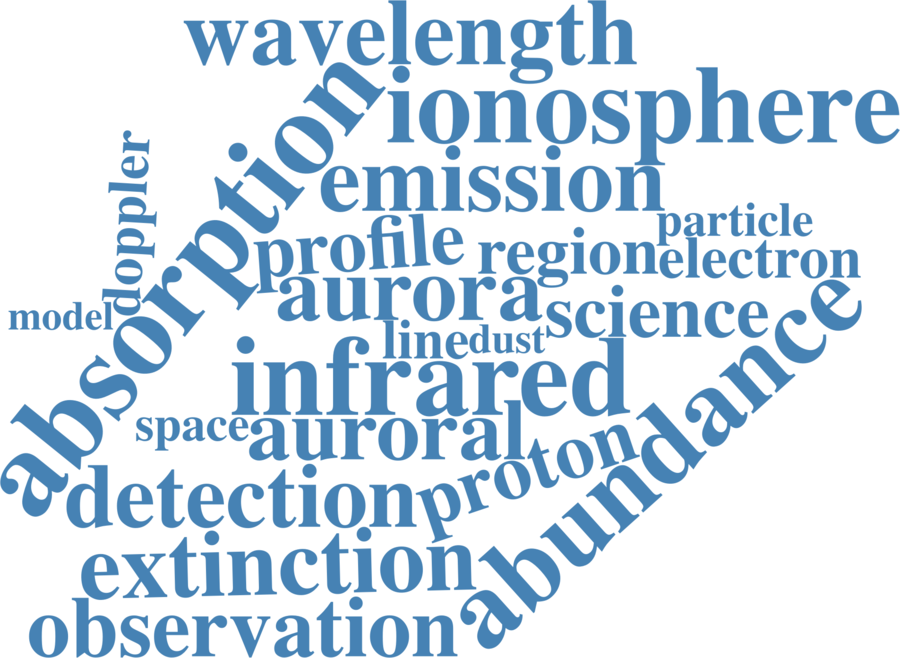 wavelength
ionosphere
absorption
emission
doppler
particle
profile
region
electron
aurora
science
model
line
dust
infrared
abundance
space
auroral
proton
detection
extinction
observation